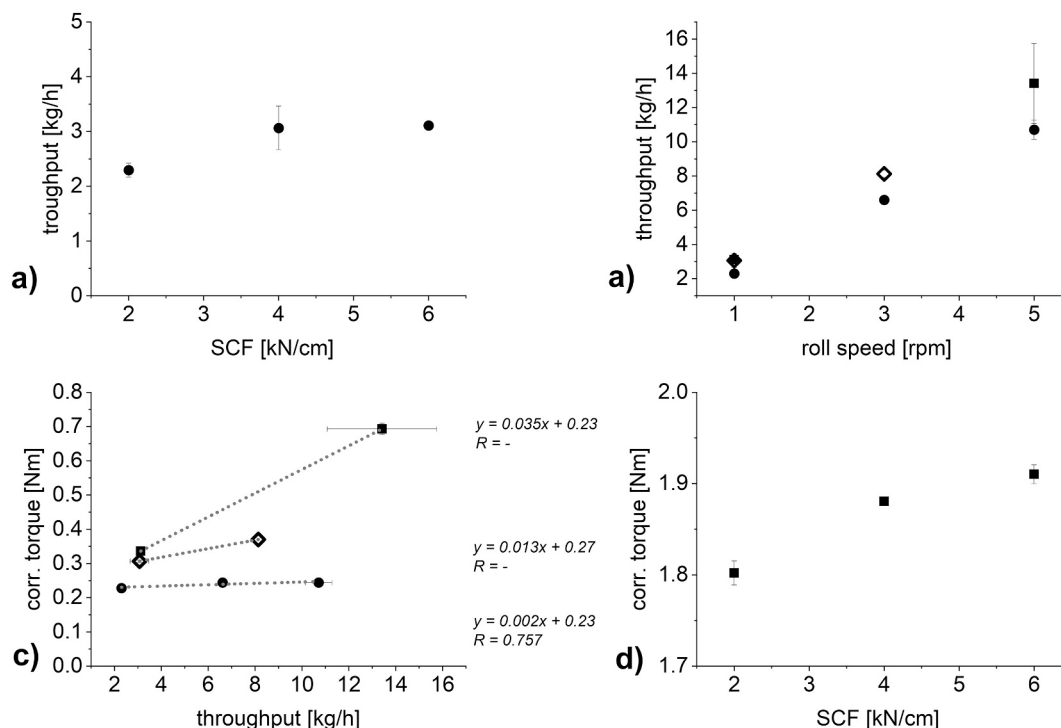 5
4
3
2
1
0
troughput [kg/h]
a)
2 3 4 5 6
SCF [kN/cm]
16
14
12
10
8
6
4
2
throughput [kg/h]
a)
1 2 3 4 5
roll speed [rpm]
0.8
0.7
0.6
0.5
0.4
0.3
0.2
0.1
0.0
corr. torque [Nm]
c)
2 4 6 8 10 12 14 16
throughput [kg/h]
y = 0.035x + 0.23
R = -
y = 0.013x + 0.27
R = -
y = 0.002x + 0.23
R = 0.757
2.0
1.9
1.8
1.7
corr. torque [Nm]
d)
2 3 4 5 6
SCF [kN/cm]